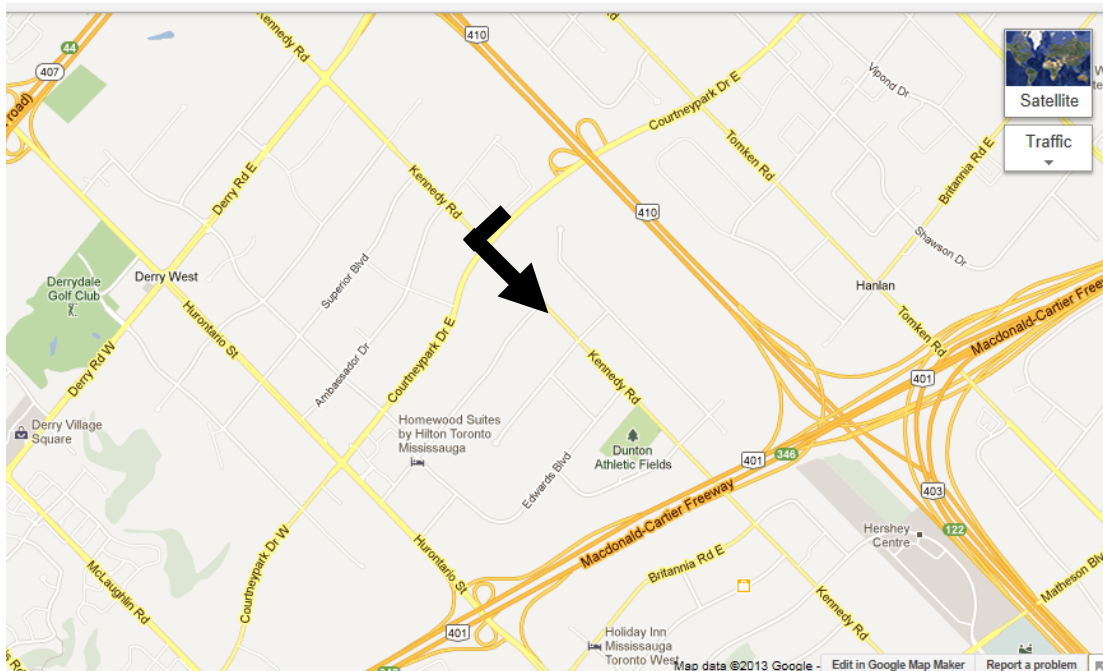 Kennedy Rd
410
44
407
road)
Satellite
Traffic
Vipond Dr
Courtneypark Dr E
Tomken Rd
Britannia Rd E
Derry Rd E
Kennedy Rd
410
Shawson Dr
Derry West
Superior Blvd
Derrydale
Golf Club
Hanlan
Hurontario St
Tomken Rd
Macdonald-Cartier Freew
Courtneypark Dr E
Ambassador Dr
Derry Rd W
Kennedy Rd
401
Derry Village
Square
Homewood Suites
by Hilton Toronto
Mississauga
Dunton
Athletic Fields
401
346
Edwards Blvd
403
Macdonald-Cartier Freeway
Hershey
Centre
122
Courtneypark Dr W
Hurontario St
Britannia Rd E
McLaughlin Rd
Kennedy Rd
Matheson Blv
401
Holiday Inn
Mississauga
Toronto West
Map data ©2013 Google -
Edit in Google Map Maker
Report a problem